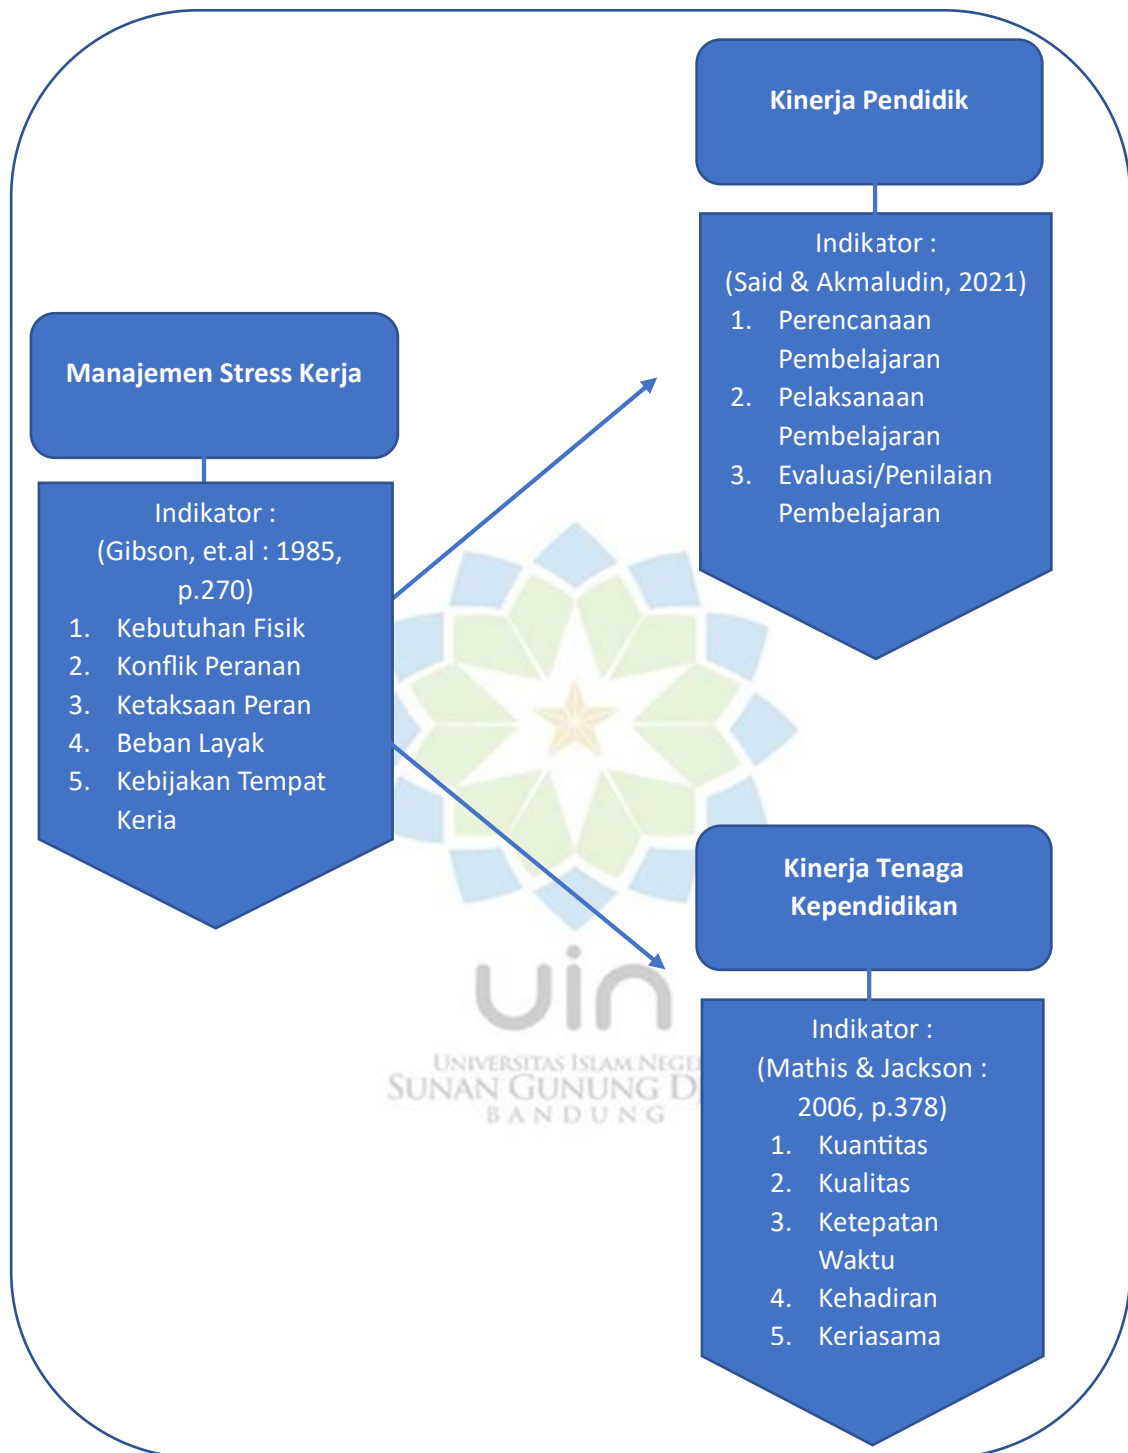 Kinerja Pendidik
Indikator :
(Said & Akmaludin, 2021)
1. Perencanaan
Pembelajaran
2. Pelaksanaan
Pembelajaran
3. Evaluasi/Penilaian
Pembelajaran
Manajemen Stress Kerja
Indikator :
(Gibson, et.al : 1985,
p.270)
1. Kebutuhan Fisik
2. Konflik Peranan
3. Ketaksaan Peran
4. Beban Layak
5. Kebijakan Tempat
Kerja
Kinerja Tenaga
Kependidikan
Indikator :
(Mathis & Jackson :
2006, p.378)
1. Kuantitas
2. Kualitas
3. Ketepatan
Waktu
4. Kehadiran
5. Kerjasama
uin
UNIVERSITAS ISLAM
SUNAN GUNUNG
BANDUNG